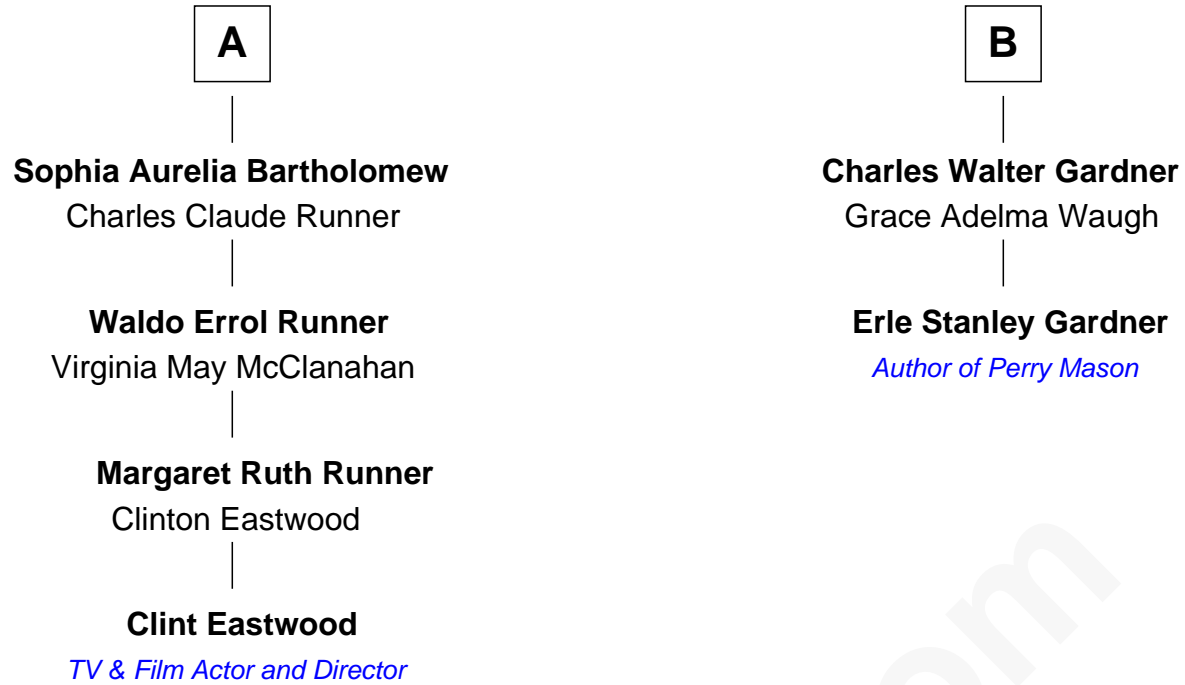 A
Sophia Aurelia Bartholomew
Charles Claude Runner
Waldo Errol Runner
Virginia May McClanahan
Margaret Ruth Runner
Clinton Eastwood
Clint Eastwood
TV & Film Actor and Director
B
Charles Walter Gardner
Grace Adelma Waugh
Erle Stanley Gardner
Author of Perry Mason
om